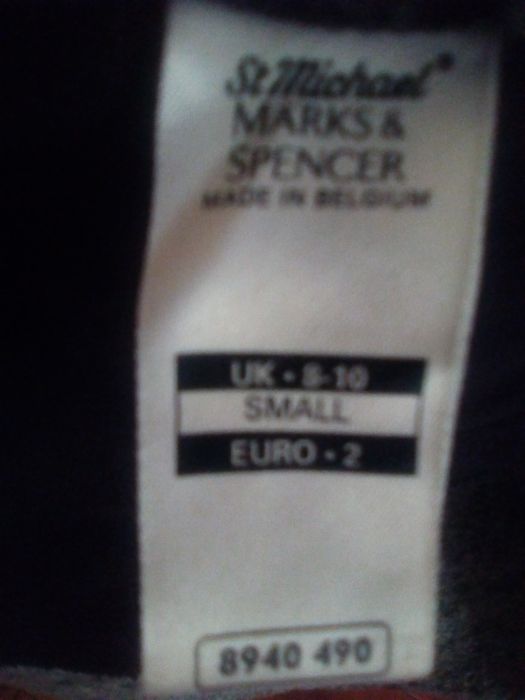 St Michael®
MARKS &
SPENCER
MADE IN BELGIUM
UK • 8-10
SMALL
EURO • 2
8940 490